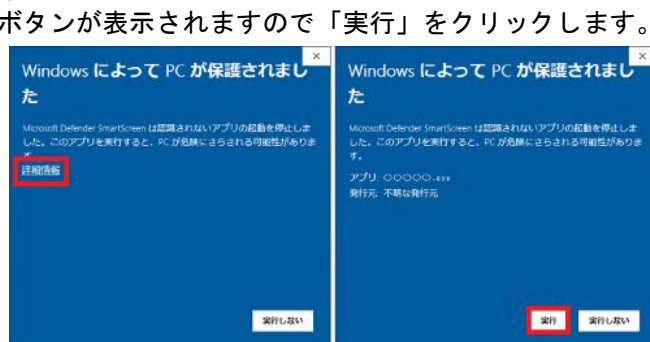 ボタンが表示されますので「実行」をクリックします。
Windows によって PC が保護されまし
た
Microsoft Defender SmartScreen は認識されないアプリの起動を停止しま
した。このアプリを実行すると、PC が危険にさらされる可能性がありま
す。
詳細情報
実行しない
Windows によって PC が保護されまし
た
Microsoft Defender SmartScreen は認識されないアプリの起動を停止しま
した。このアプリを実行すると、PC が危険にさらされる可能性がありま
す。
アプリ: ○○○○○.exe
発行元: 不明な発行元
実行 実行しない